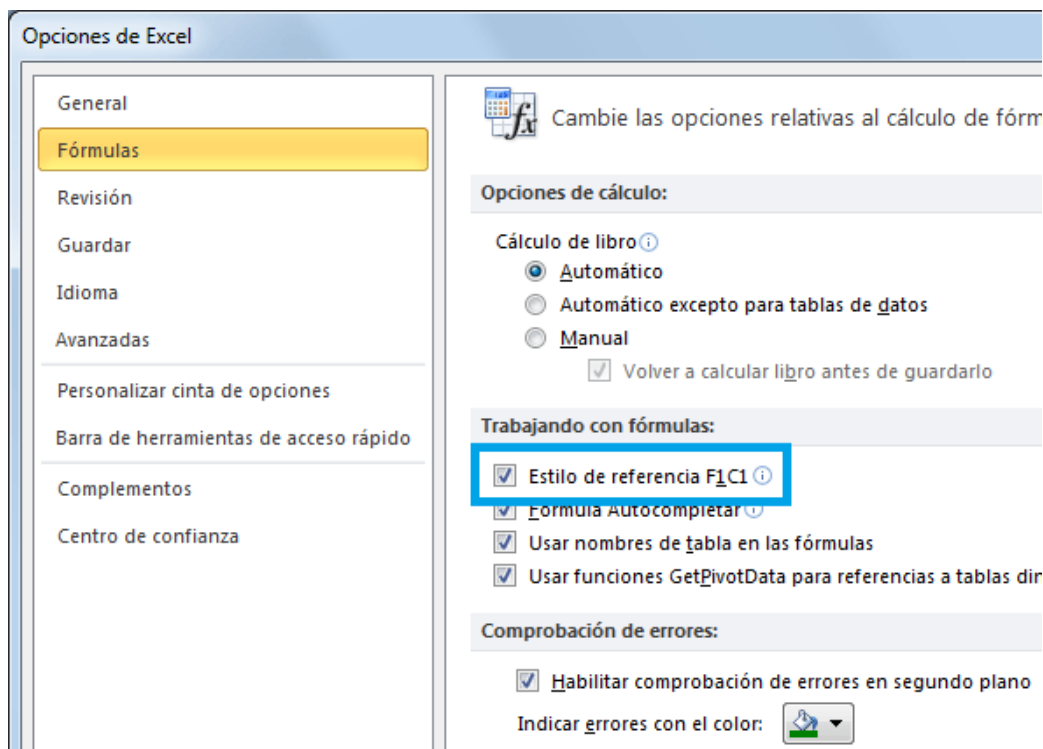 Opciones de Excel
General
Fórmulas
Revisión
Guardar
Idioma
Avanzadas
Personalizar cinta de opciones
Barra de herramientas de acceso rápido
Complementos
Centro de confianza
Cambie las opciones relativas al cálculo de fórm
Opciones de cálculo:
Cálculo de libro
Automático
Automático excepto para tablas de datos
Manual
Volver a calcular libro antes de guardarlo
Trabajando con fórmulas:
Estilo de referencia F1C1
Fórmula Autocompletar
Usar nombres de tabla en las fórmulas
Usar funciones GetPivotData para referencias a tablas din
Comprobación de errores:
Habilitar comprobación de errores en segundo plano
Indicar errores con el color: